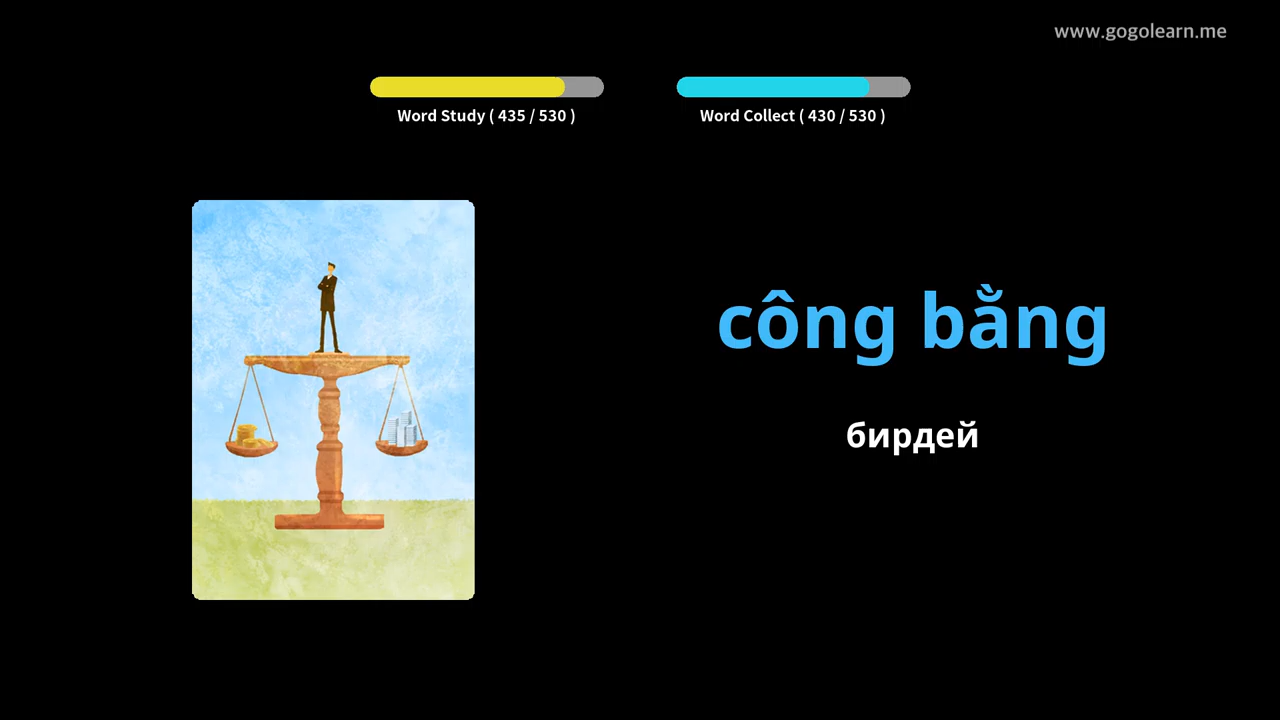 www.gogolearn.me
Word Study ( 435 / 530 )
Word Collect ( 430 / 530 )
công bằng
бирдей